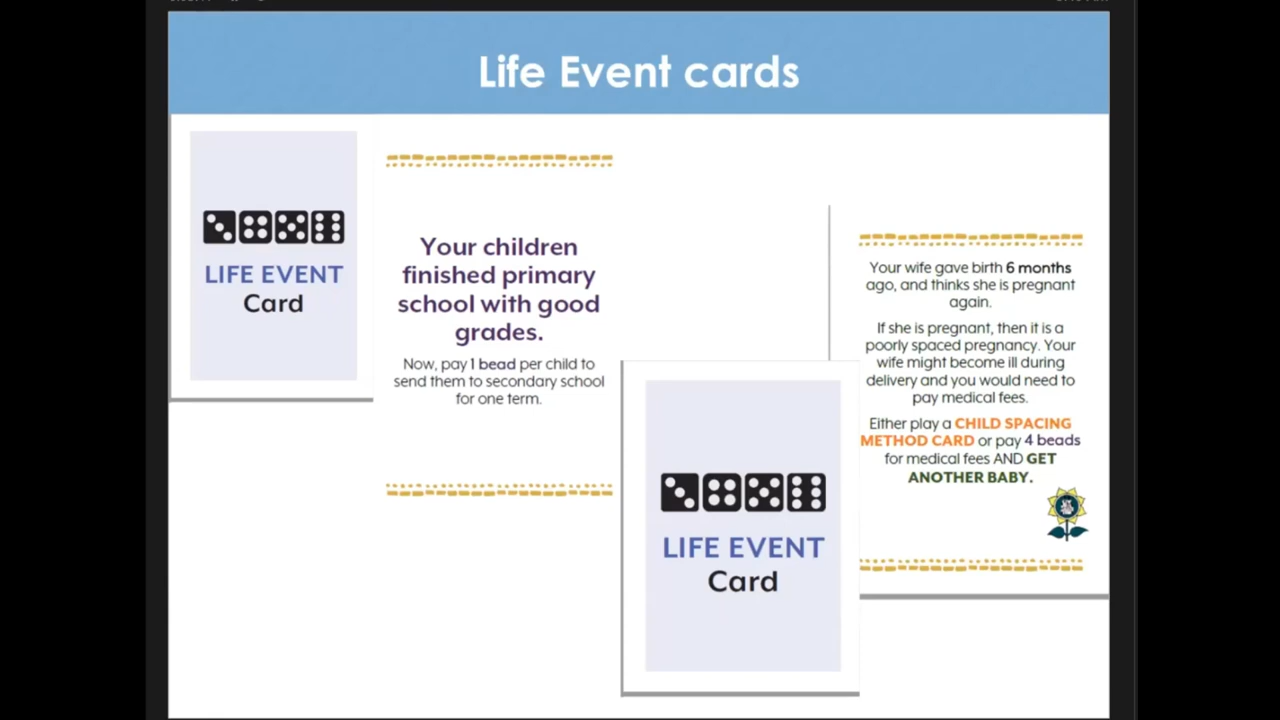 Life Event cards
LIFE EVENT
Card
Your children
finished primary
school with good
grades.
Now, pay 1 bead per child to
send them to secondary school
for one term.
LIFE EVENT
Card
Your wife gave birth 6 months
ago, and thinks she is pregnant
again.
If she is pregnant, then it is a
poorly spaced pregnancy. Your
wife might become ill during
delivery and you would need to
pay medical fees.
Either play a CHILD SPACING
METHOD CARD or pay 4 beads
for medical fees AND GET
ANOTHER BABY.